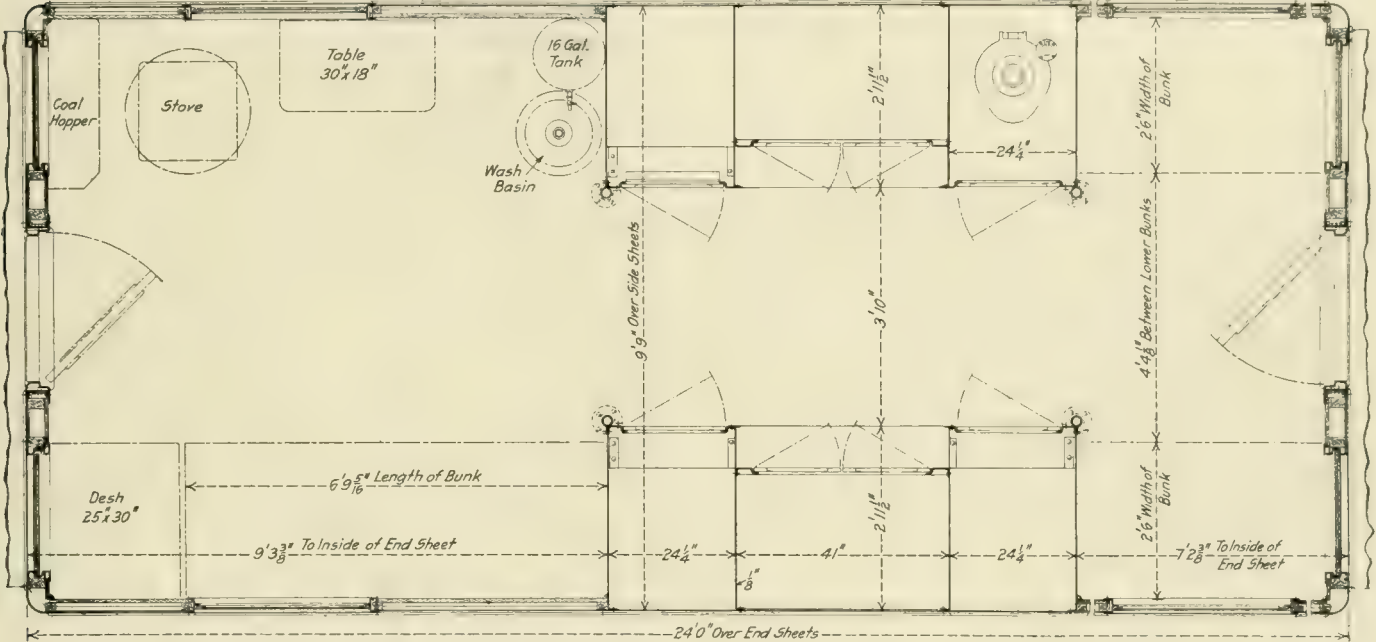 Coal
Hopper
Stove
Table
30"x18"
16 Gal.
Tank
Wash
Basin
2'11½"
24¼"
2'6" Width of
Bunk
9'9" Over Side Sheets
3'10"
4'4⅛" Between Lower Bunks
Desh
25"x30"
6'9 5/16" Length of Bunk
9'3⅜" To Inside of End Sheet
24¼"
41"
⅛"
2'11½"
24¼"
2'6" Width of
Bunk
7'2⅜" To Inside of
End Sheet
24'0" Over End Sheets